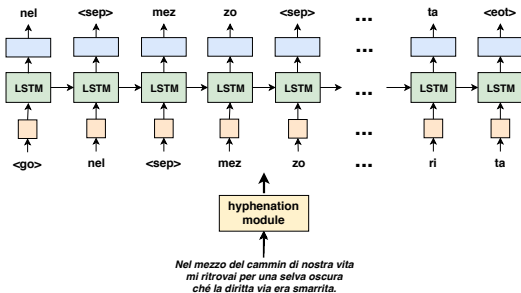 nel <sep> mez zo <sep> ... ta <eot>
...
LSTM LSTM LSTM LSTM LSTM ... LSTM LSTM
...
<go> nel <sep> mez zo ... ri ta
hyphenation
module
Nel mezzo del cammin di nostra vita
mi ritrovai per una selva oscura
ché la diritta via era smarrita.